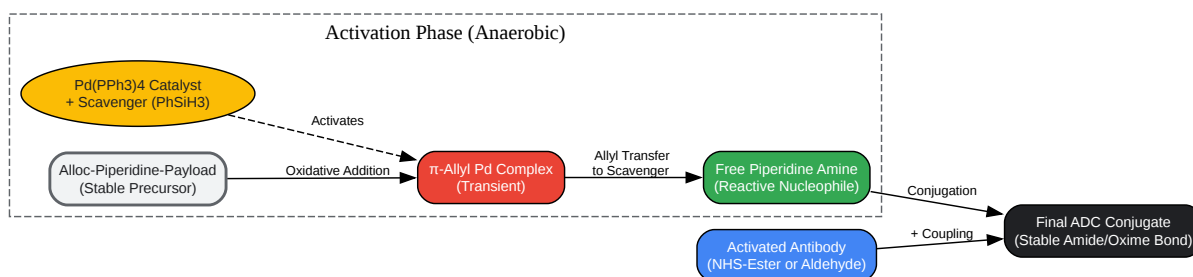 Activation Phase (Anaerobic)
Pd(PPh3)4 Catalyst
+ Scavenger (PhSiH3)
Activates
Alloc-Piperidine-Payload
(Stable Precursor)
Oxidative Addition
π-Allyl Pd Complex
(Transient)
Allyl Transfer
to Scavenger
Free Piperidine Amine
(Reactive Nucleophile)
Conjugation
Activated Antibody
(NHS-Ester or Aldehyde)
+ Coupling
Final ADC Conjugate
(Stable Amide/Oxime Bond)